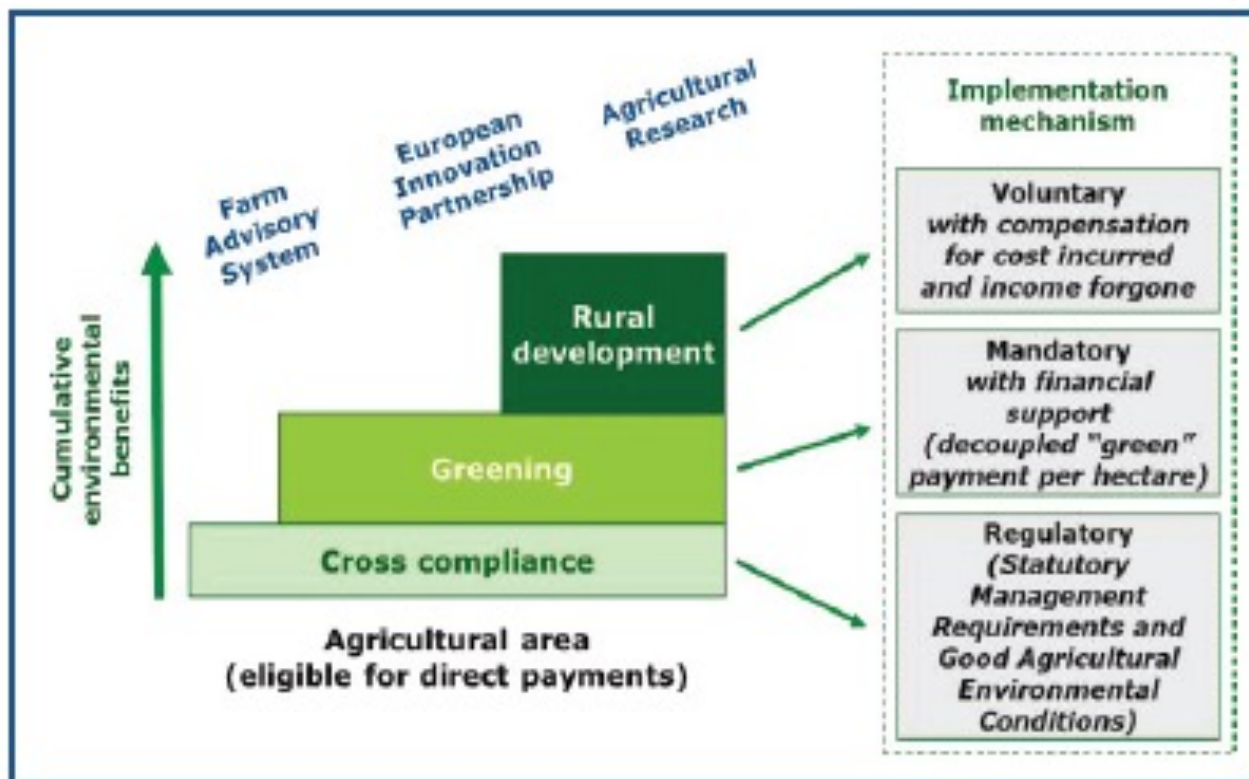 Farm
Advisory
System
European
Innovation
Partnership
Agricultural
Research
Cumulative
environmental
benefits
Rural
development
Greening
Cross compliance
Agricultural area
(eligible for direct payments)
Implementation
mechanism
Voluntary
with compensation
for cost incurred
and income forgone
Mandatory
with financial
support
(decoupled "green"
payment per hectare)
Regulatory
(Statutory
Management
Requirements and
Good Agricultural
Environmental
Conditions)